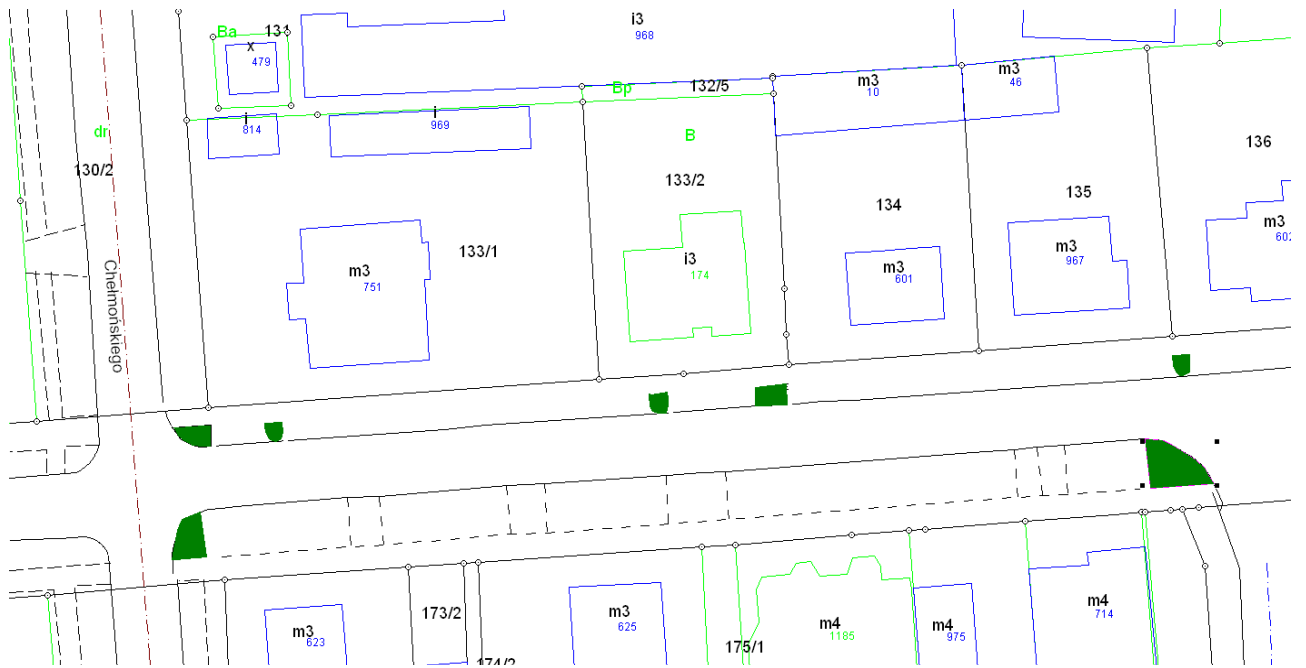 i3
968
Ba
131
x
479
m3
46
m3
10
132/5
Bp
i
814
i
969
dr
B
136
130/2
133/2
135
134
m3
602
133/1
m3
967
i3
174
m3
601
m3
751
Chełmońskiego
m4
714
173/2
m3
625
m4
1185
m4
975
m3
623
175/1
174/2